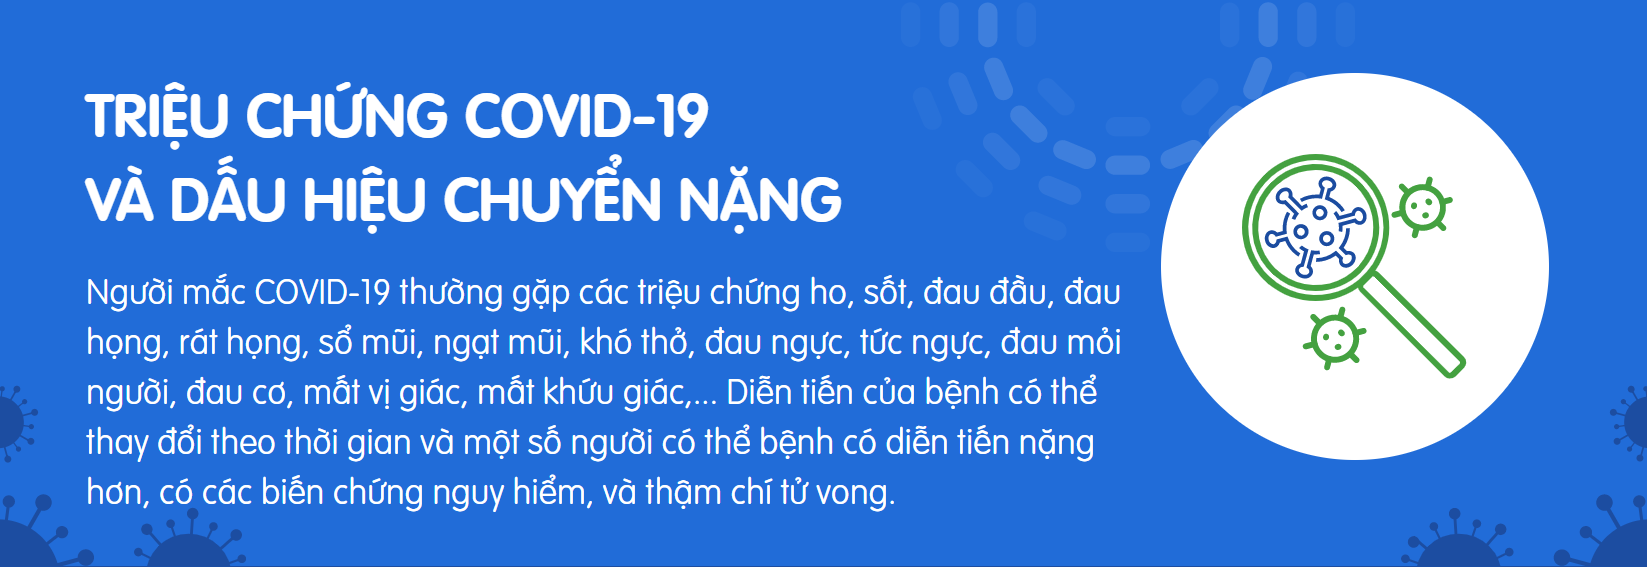 TRIỆU CHỨNG COVID-19
VÀ DẤU HIỆU CHUYỂN NẶNG
Người mắc COVID-19 thường gặp các triệu chứng ho, sốt, đau đầu, đau
họng, rát họng, sổ mũi, ngạt mũi, khó thở, đau ngực, tức ngực, đau mỏi
người, đau cơ, mất vị giác, mất khứu giác,... Diễn tiến của bệnh có thể
thay đổi theo thời gian và một số người có thể bệnh có diễn tiến nặng
hơn, có các biến chứng nguy hiểm, và thậm chí tử vong.